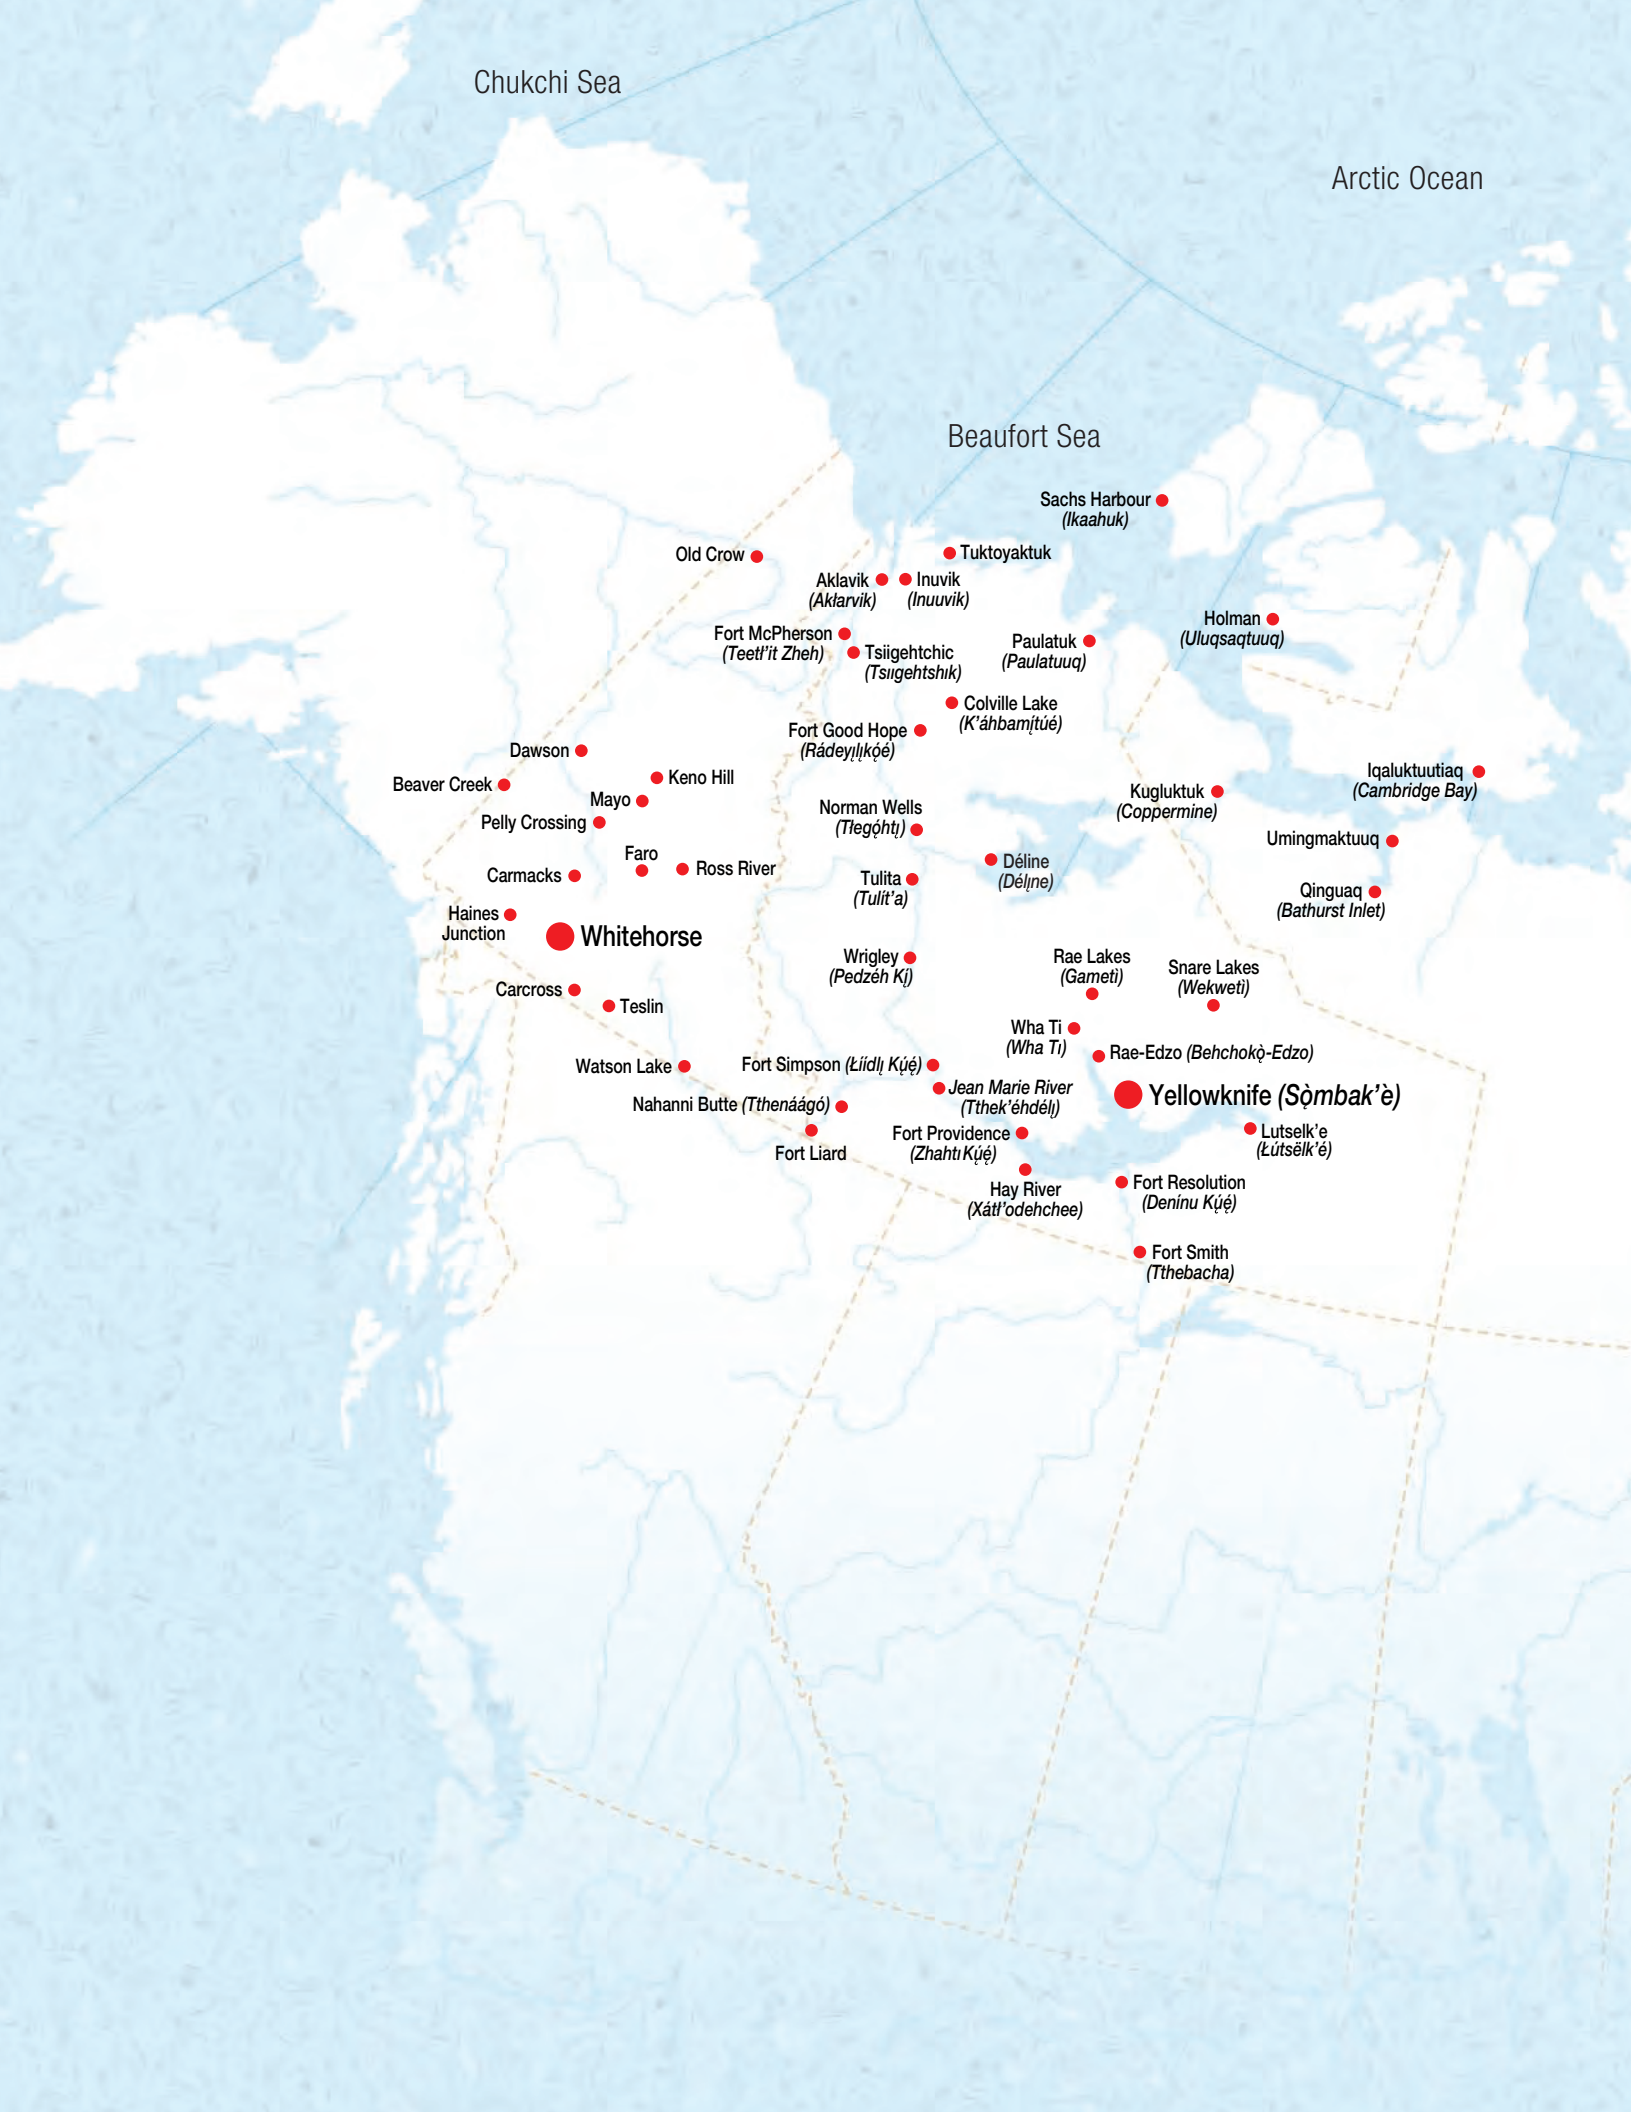 Chukchi Sea
Arctic Ocean
Beaufort Sea
Sachs Harbour
(Ikaahuk)
Old Crow
Tuktoyaktuk
Aklavik
(Akłarvik)
Inuvik
(Inuuvik)
Holman
(Uluqsaqtuuq)
Fort McPherson
(Teetł'it Zheh)
Tsiigehtchic
(Tsııgehtshık)
Paulatuk
(Paulatuuq)
Colville Lake
(K'áhbamį́túé)
Fort Good Hope
(Rádeyı̨lı̨kǫ́é)
Dawson
Beaver Creek
Keno Hill
Mayo
Pelly Crossing
Iqaluktuutiaq
(Cambridge Bay)
Kugluktuk
(Coppermine)
Norman Wells
(Tłegǫ́htı̨)
Umingmaktuuq
Faro
Ross River
Carmacks
Déline
(Délı̨ne)
Tulita
(Tulít'a)
Qinguaq
(Bathurst Inlet)
Haines
Junction
Whitehorse
Wrigley
(Pedzéh Kı̨́)
Rae Lakes
(Gametì)
Snare Lakes
(Wekwetì)
Carcross
Teslin
Wha Ti
(Wha Tı)
Rae-Edzo (Behchokǫ̀-Edzo)
Watson Lake
Fort Simpson (Łíídlı̨ Kų́ę́)
Jean Marie River
(Tthek'éhdélı̨)
Yellowknife (Sǫ̀mbak'è)
Nahanni Butte (Tthenáágó)
Fort Liard
Fort Providence
(Zhahtı Kų́ę́)
Lutselk'e
(Łútsëlk'é)
Hay River
(Xátł'odehchee)
Fort Resolution
(Denínu Kų́ę́)
Fort Smith
(Tthebacha)